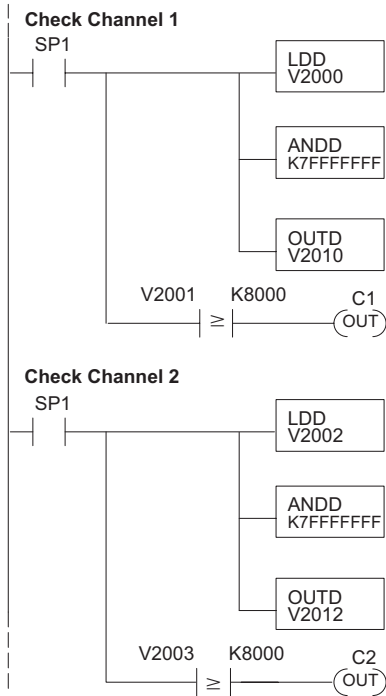 Check Channel 1
SP1
LDD
V2000
ANDD
K7FFFFFFF
OUTD
V2010
V2001 ≥ K8000 C1
OUT
Check Channel 2
SP1
LDD
V2002
ANDD
K7FFFFFFF
OUTD
V2012
V2003 ≥ K8000 C2
OUT